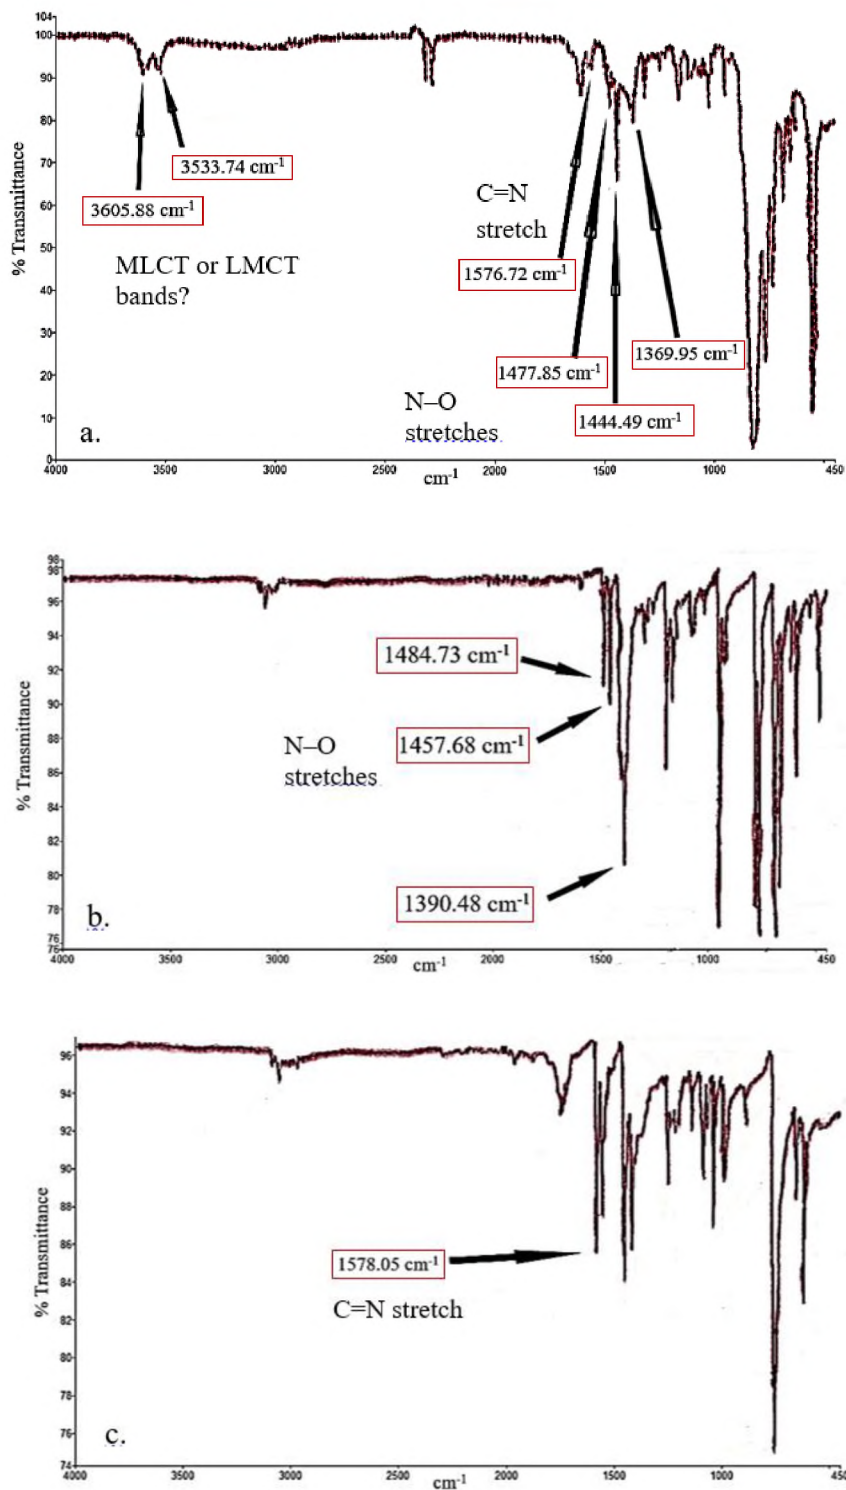 104
100
90
80
70
60
50
40
30
20
10
0
% Transmittance
3533.74 cm-1
3605.88 cm-1
MLCT or LMCT
bands?
C=N
stretch
1576.72 cm-1
1369.95 cm-1
1477.85 cm-1
N–O
stretches
1444.49 cm-1
a.
4000 3500 3000 2500 2000 1500 1000 450
cm-1
98
98
96
94
92
90
88
86
84
82
80
78
76
76
% Transmittance
1484.73 cm-1
1457.68 cm-1
N–O
stretches
1390.48 cm-1
b.
4000 3500 3000 2500 2000 1500 1000 450
cm-1
96
94
92
90
88
86
84
82
80
78
76
74
% Transmittance
1578.05 cm-1
C=N stretch
c.
4000 3500 3000 2500 2000 1500 1000 450
cm-1